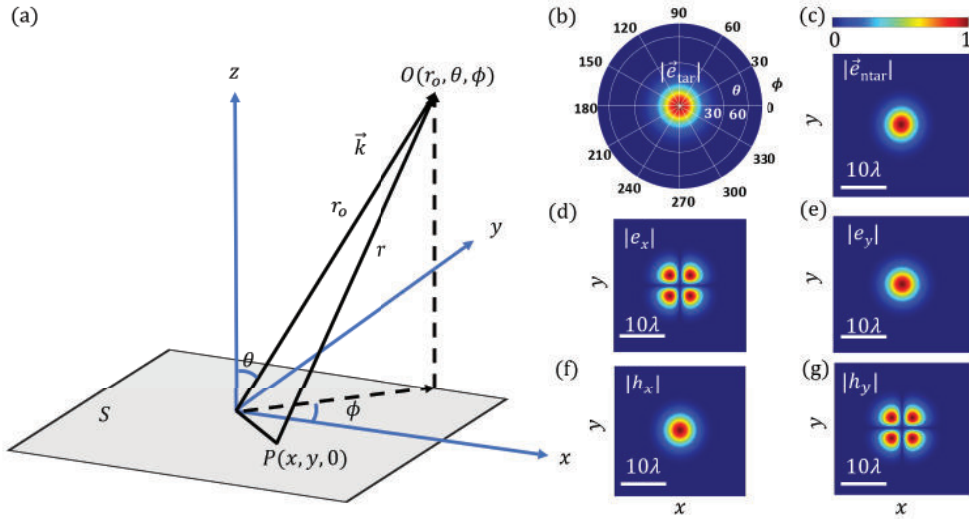 (a)
z
O(r_o, θ, ϕ)
k⃗
r_o
r
y
θ
S
ϕ
P(x, y, 0)
x
(b)
90
120
60
150
30
|e⃗_tar|
θ
ϕ
180
30
60
0
210
330
240
300
270
(c)
0
1
|e⃗_ntar|
y
10λ
(d)
|e_x|
y
10λ
(e)
|e_y|
y
10λ
(f)
|h_x|
y
10λ
x
(g)
|h_y|
y
10λ
x